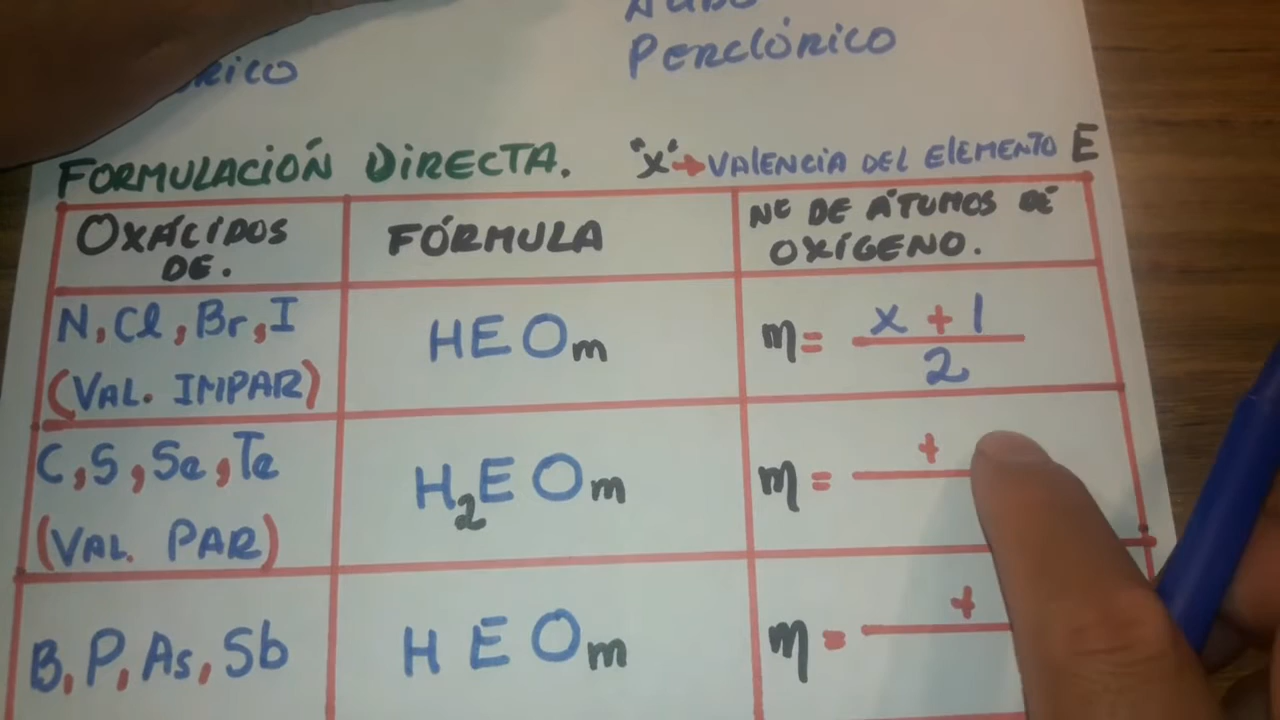 Perclórico
FORMULACIÓN DIRECTA. "x"→VALENCIA DEL ELEMENTO E
OXÁCIDOS DE.
FÓRMULA
Nº DE ÁTOMOS DE
OXÍGENO.
N, Cl, Br, I
(VAL. IMPAR)
HEOm
m = x + 1
2
C, S, Se, Te
(VAL. PAR)
H2EOm
m = +
B, P, As, Sb
HEOm
m = +